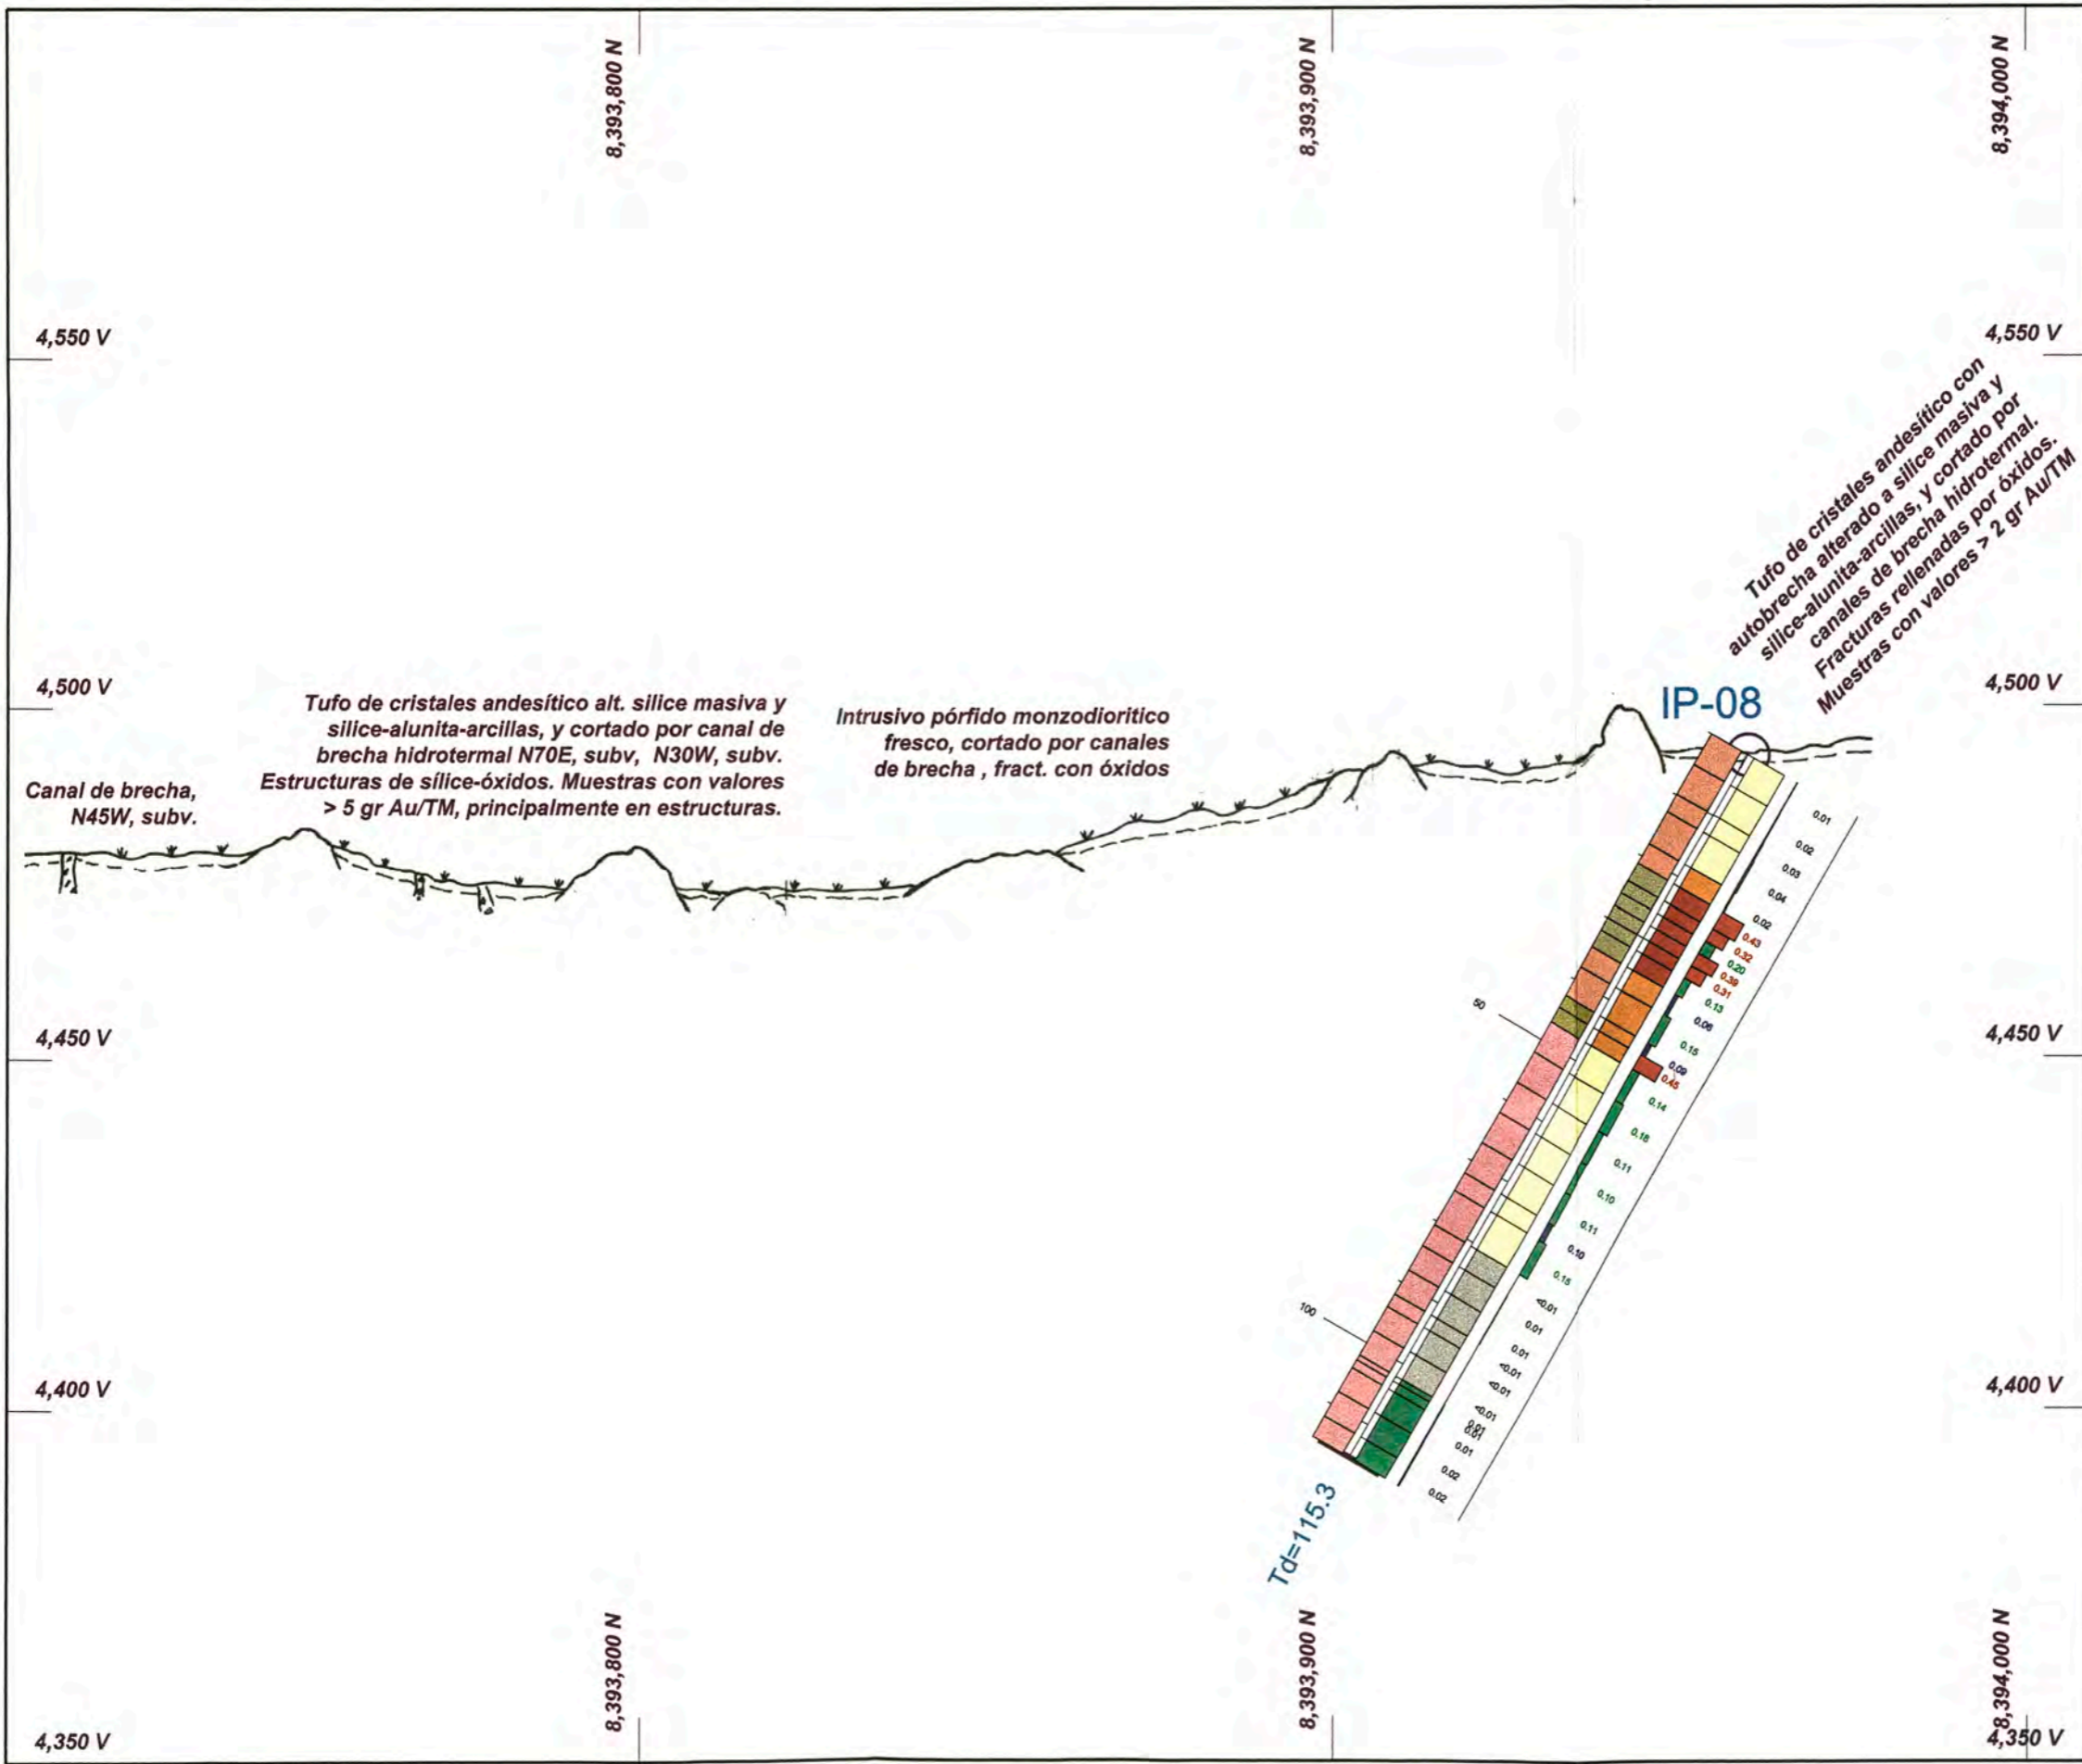 8,393,800 N
8,393,900 N
8,394,000 N
4,550 V
4,550 V
Tufo de cristales andesítico con
autobrecha alterado a silice masiva y
silice-alunita-arcillas, y cortado por
canales de brecha hidrotermal.
Fracturas rellenadas por óxidos.
Muestras con valores > 2 gr Au/TM
4,500 V
4,500 V
IP-08
Tufo de cristales andesítico alt. silice masiva y
silice-alunita-arcillas, y cortado por canal de
brecha hidrotermal N70E, subv, N30W, subv.
Estructuras de sílice-óxidos. Muestras con valores
> 5 gr Au/TM, principalmente en estructuras.
Intrusivo pórfido monzodioritico
fresco, cortado por canales
de brecha , fract. con óxidos
Canal de brecha,
N45W, subv.
0.01
0.02
0.03
0.04
0.02
0.43
0.32
0.20
0.39
0.31
0.13
0.06
0.15
0.09
0.45
0.14
0.18
0.11
0.10
0.11
0.10
0.15
<0.01
0.01
0.01
<0.01
<0.01
<0.01
0.01
0.01
0.01
0.02
0.02
50
100
4,450 V
4,450 V
4,400 V
4,400 V
Td=115.3
8,393,800 N
8,393,900 N
8,394,000 N
4,350 V
4,350 V